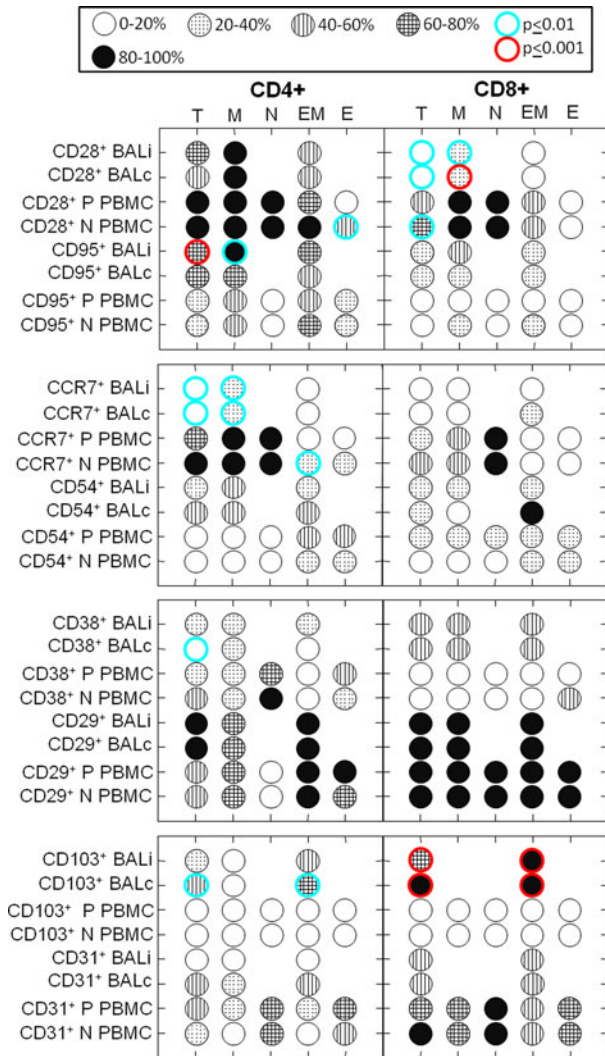 0-20% 20-40% 40-60% 60-80% p≤0.01
80-100% p≤0.001
CD4+ CD8+
T M N EM E T M N EM E
CD28+ BALi
CD28+ BALc
CD28+ P PBMC
CD28+ N PBMC
CD95+ BALi
CD95+ BALc
CD95+ P PBMC
CD95+ N PBMC
CCR7+ BALi
CCR7+ BALc
CCR7+ P PBMC
CCR7+ N PBMC
CD54+ BALi
CD54+ BALc
CD54+ P PBMC
CD54+ N PBMC
CD38+ BALi
CD38+ BALc
CD38+ P PBMC
CD38+ N PBMC
CD29+ BALi
CD29+ BALc
CD29+ P PBMC
CD29+ N PBMC
CD103+ BALi
CD103+ BALc
CD103+ P PBMC
CD103+ N PBMC
CD31+ BALi
CD31+ BALc
CD31+ P PBMC
CD31+ N PBMC